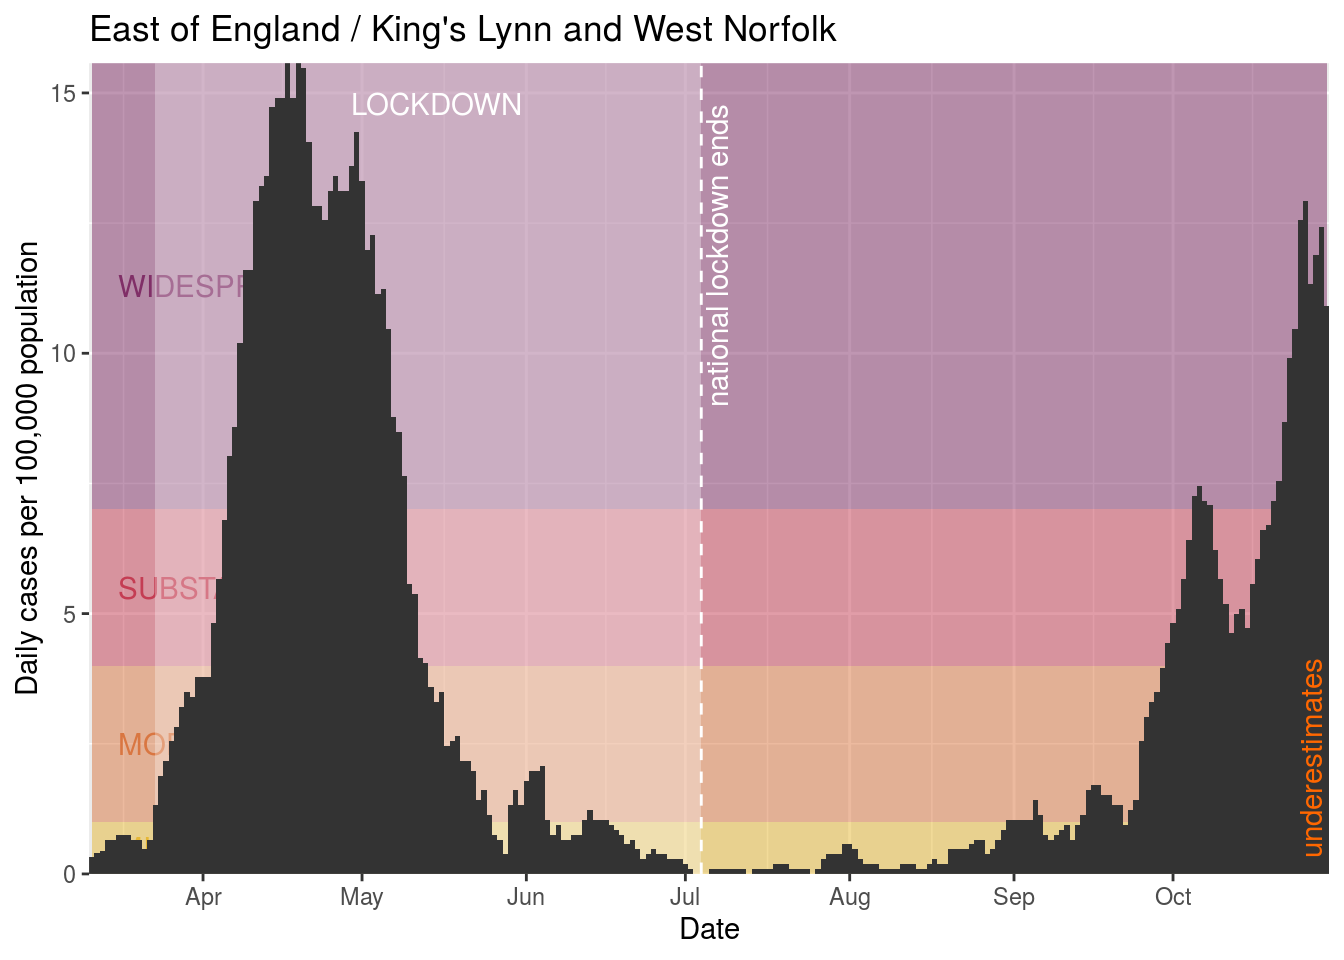 East of England / King's Lynn and West Norfolk
15
10
5
0
Daily cases per 100,000 population
LOCKDOWN
national lockdown ends
WIDESPR
SUBSTA
MO
underestimates
Apr
May
Jun
Jul
Aug
Sep
Oct
Date